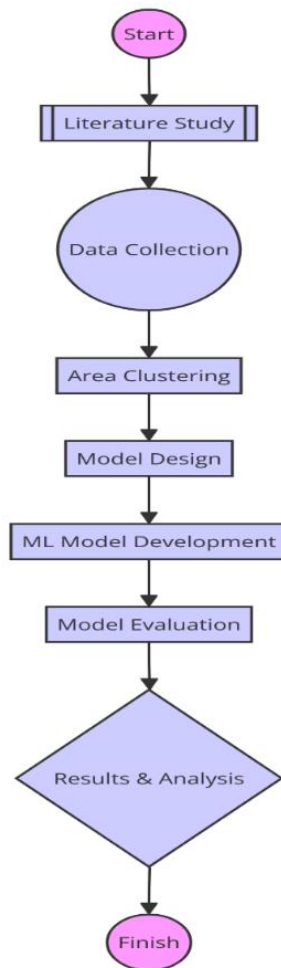 Start
Literature Study
Data Collection
Area Clustering
Model Design
ML Model Development
Model Evaluation
Results & Analysis
Finish